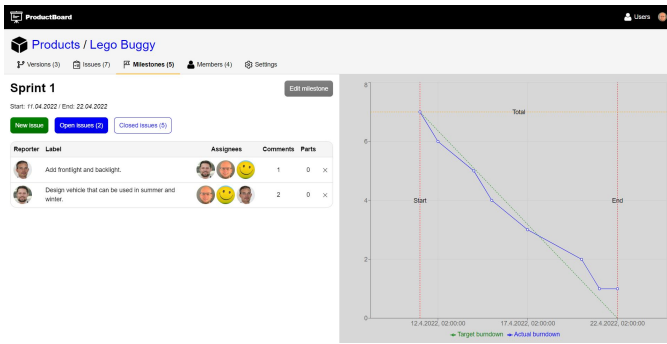 ProductBoard
Users
Products / Lego Buggy
Versions (3) Issues (7) Milestones (5) Members (4) Settings
Sprint 1
Edit milestone
Start: 11.04.2022 / End: 22.04.2022
New issue Open issues (2) Closed issues (5)
Reporter Label Assignees Comments Parts
Add frontlight and backlight. 1 0 ×
Design vehicle that can be used in summer and
winter. 2 0 ×
8
Total
6
4
Start
End
2
0
12.4.2022, 02:00:00 17.4.2022, 02:00:00 22.4.2022, 02:00:00
Target burndown Actual burndown